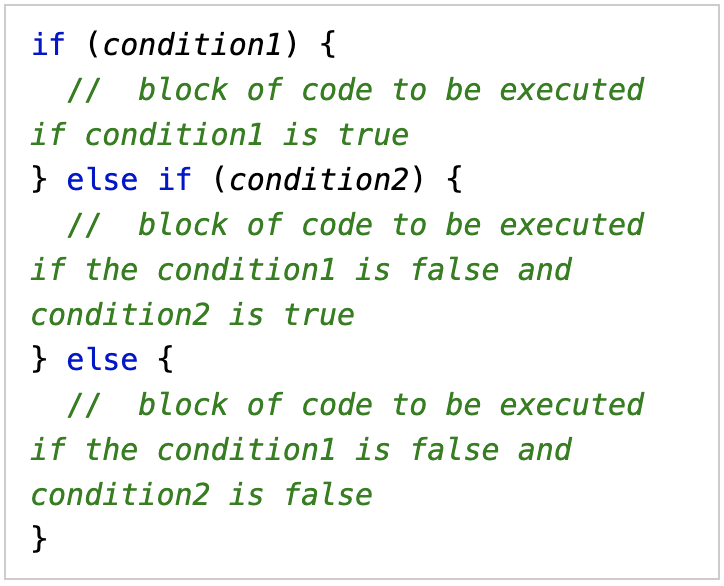 if (condition1) {
  //  block of code to be executed
if condition1 is true
} else if (condition2) {
  //  block of code to be executed
if the condition1 is false and
condition2 is true
} else {
  //  block of code to be executed
if the condition1 is false and
condition2 is false
}